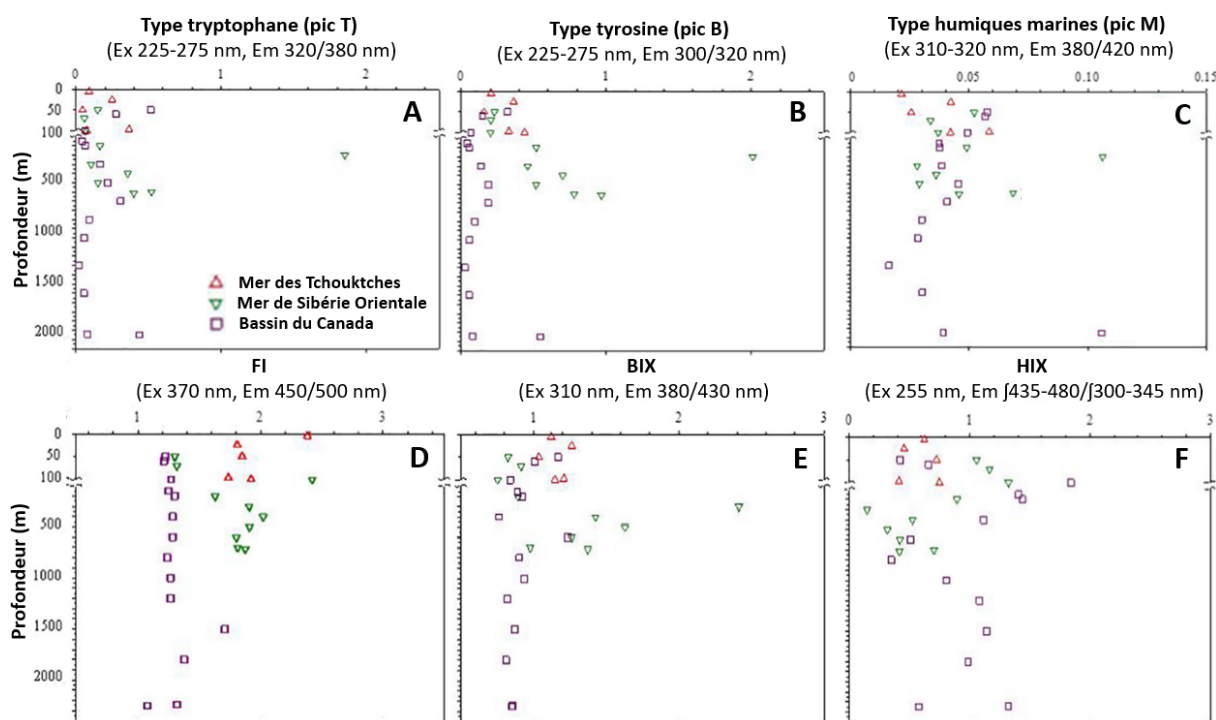 Type tryptophane (pic T)
(Ex 225-275 nm, Em 320/380 nm)
0 1 2
0
50
100
500
1000
1500
2000
Profondeur (m)
A
Mer des Tchouktches
Mer de Sibérie Orientale
Bassin du Canada
Type tyrosine (pic B)
(Ex 225-275 nm, Em 300/320 nm)
0 1 2
B
Type humiques marines (pic M)
(Ex 310-320 nm, Em 380/420 nm)
0 0.05 0.10 0.15
C
FI
(Ex 370 nm, Em 450/500 nm)
1 2 3
0
50
100
500
1000
1500
2000
Profondeur (m)
D
BIX
(Ex 310 nm, Em 380/430 nm)
1 2 3
E
HIX
(Ex 255 nm, Em ∫435-480/∫300-345 nm)
0 1 2 3
F